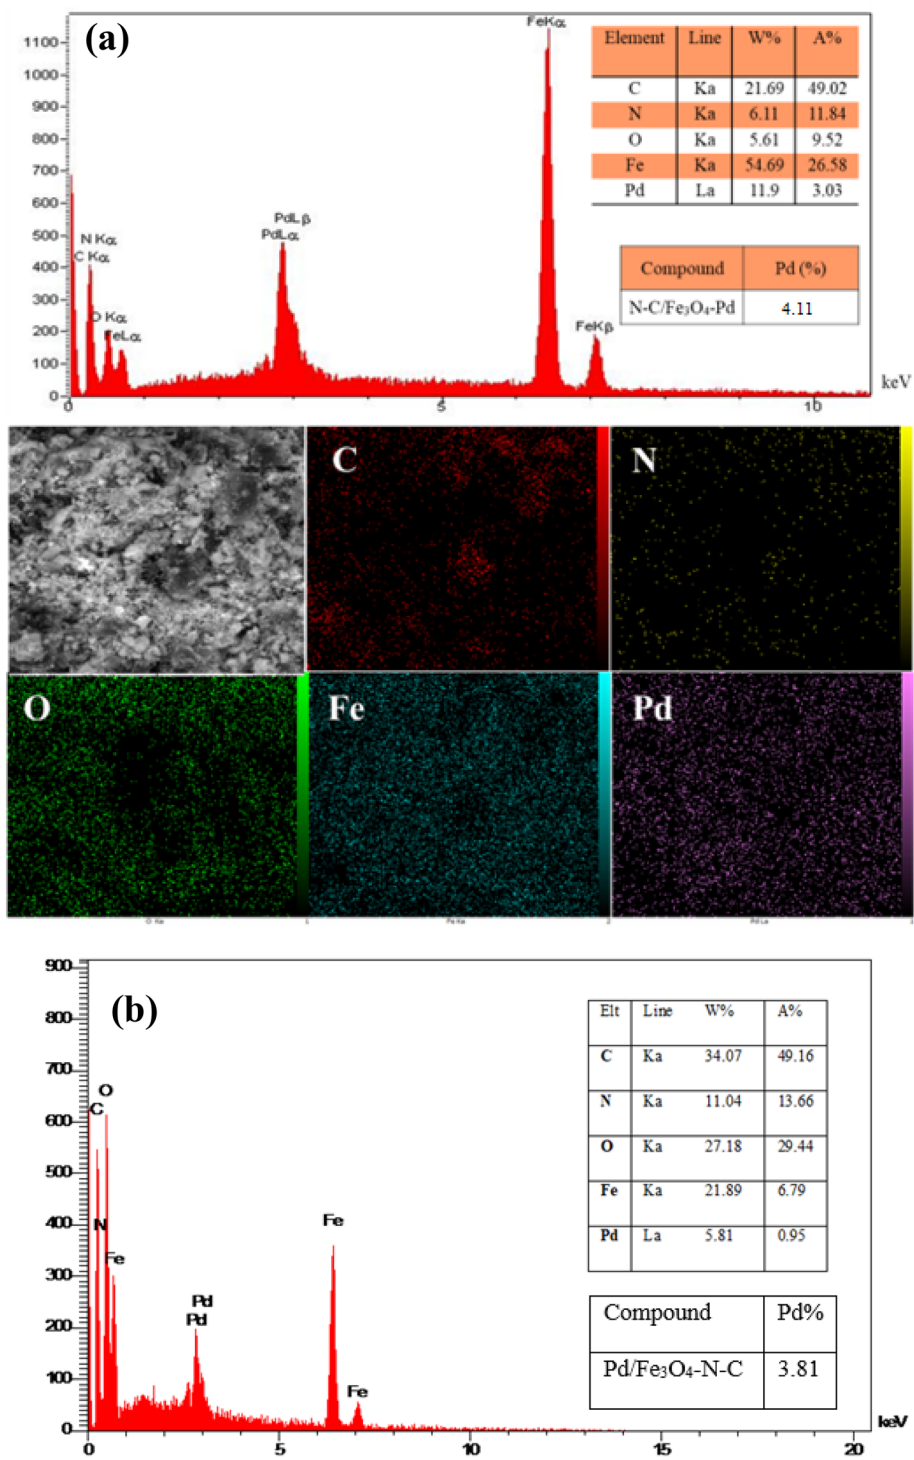 (a)
1100
1000
900
800
700
600
500
400
300
200
100
0
FeKα
PdLβ
PdLα
N Kα
C Kα
O Kα
FeLα
FeKβ
0 5 10
keV
Element Line W% A%
C Ka 21.69 49.02
N Ka 6.11 11.84
O Ka 5.61 9.52
Fe Ka 54.69 26.58
Pd La 11.9 3.03
Compound Pd (%)
N-C/Fe₃O₄-Pd 4.11
C
N
O
Fe
Pd
O Ka
Fe Ka
Pd La
(b)
900
800
700
600
500
400
300
200
100
0
O
C
N
Fe
Pd
Pd
Fe
Fe
0 5 10 15 20
keV
Elt Line W% A%
C Ka 34.07 49.16
N Ka 11.04 13.66
O Ka 27.18 29.44
Fe Ka 21.89 6.79
Pd La 5.81 0.95
Compound Pd%
Pd/Fe₃O₄-N-C 3.81